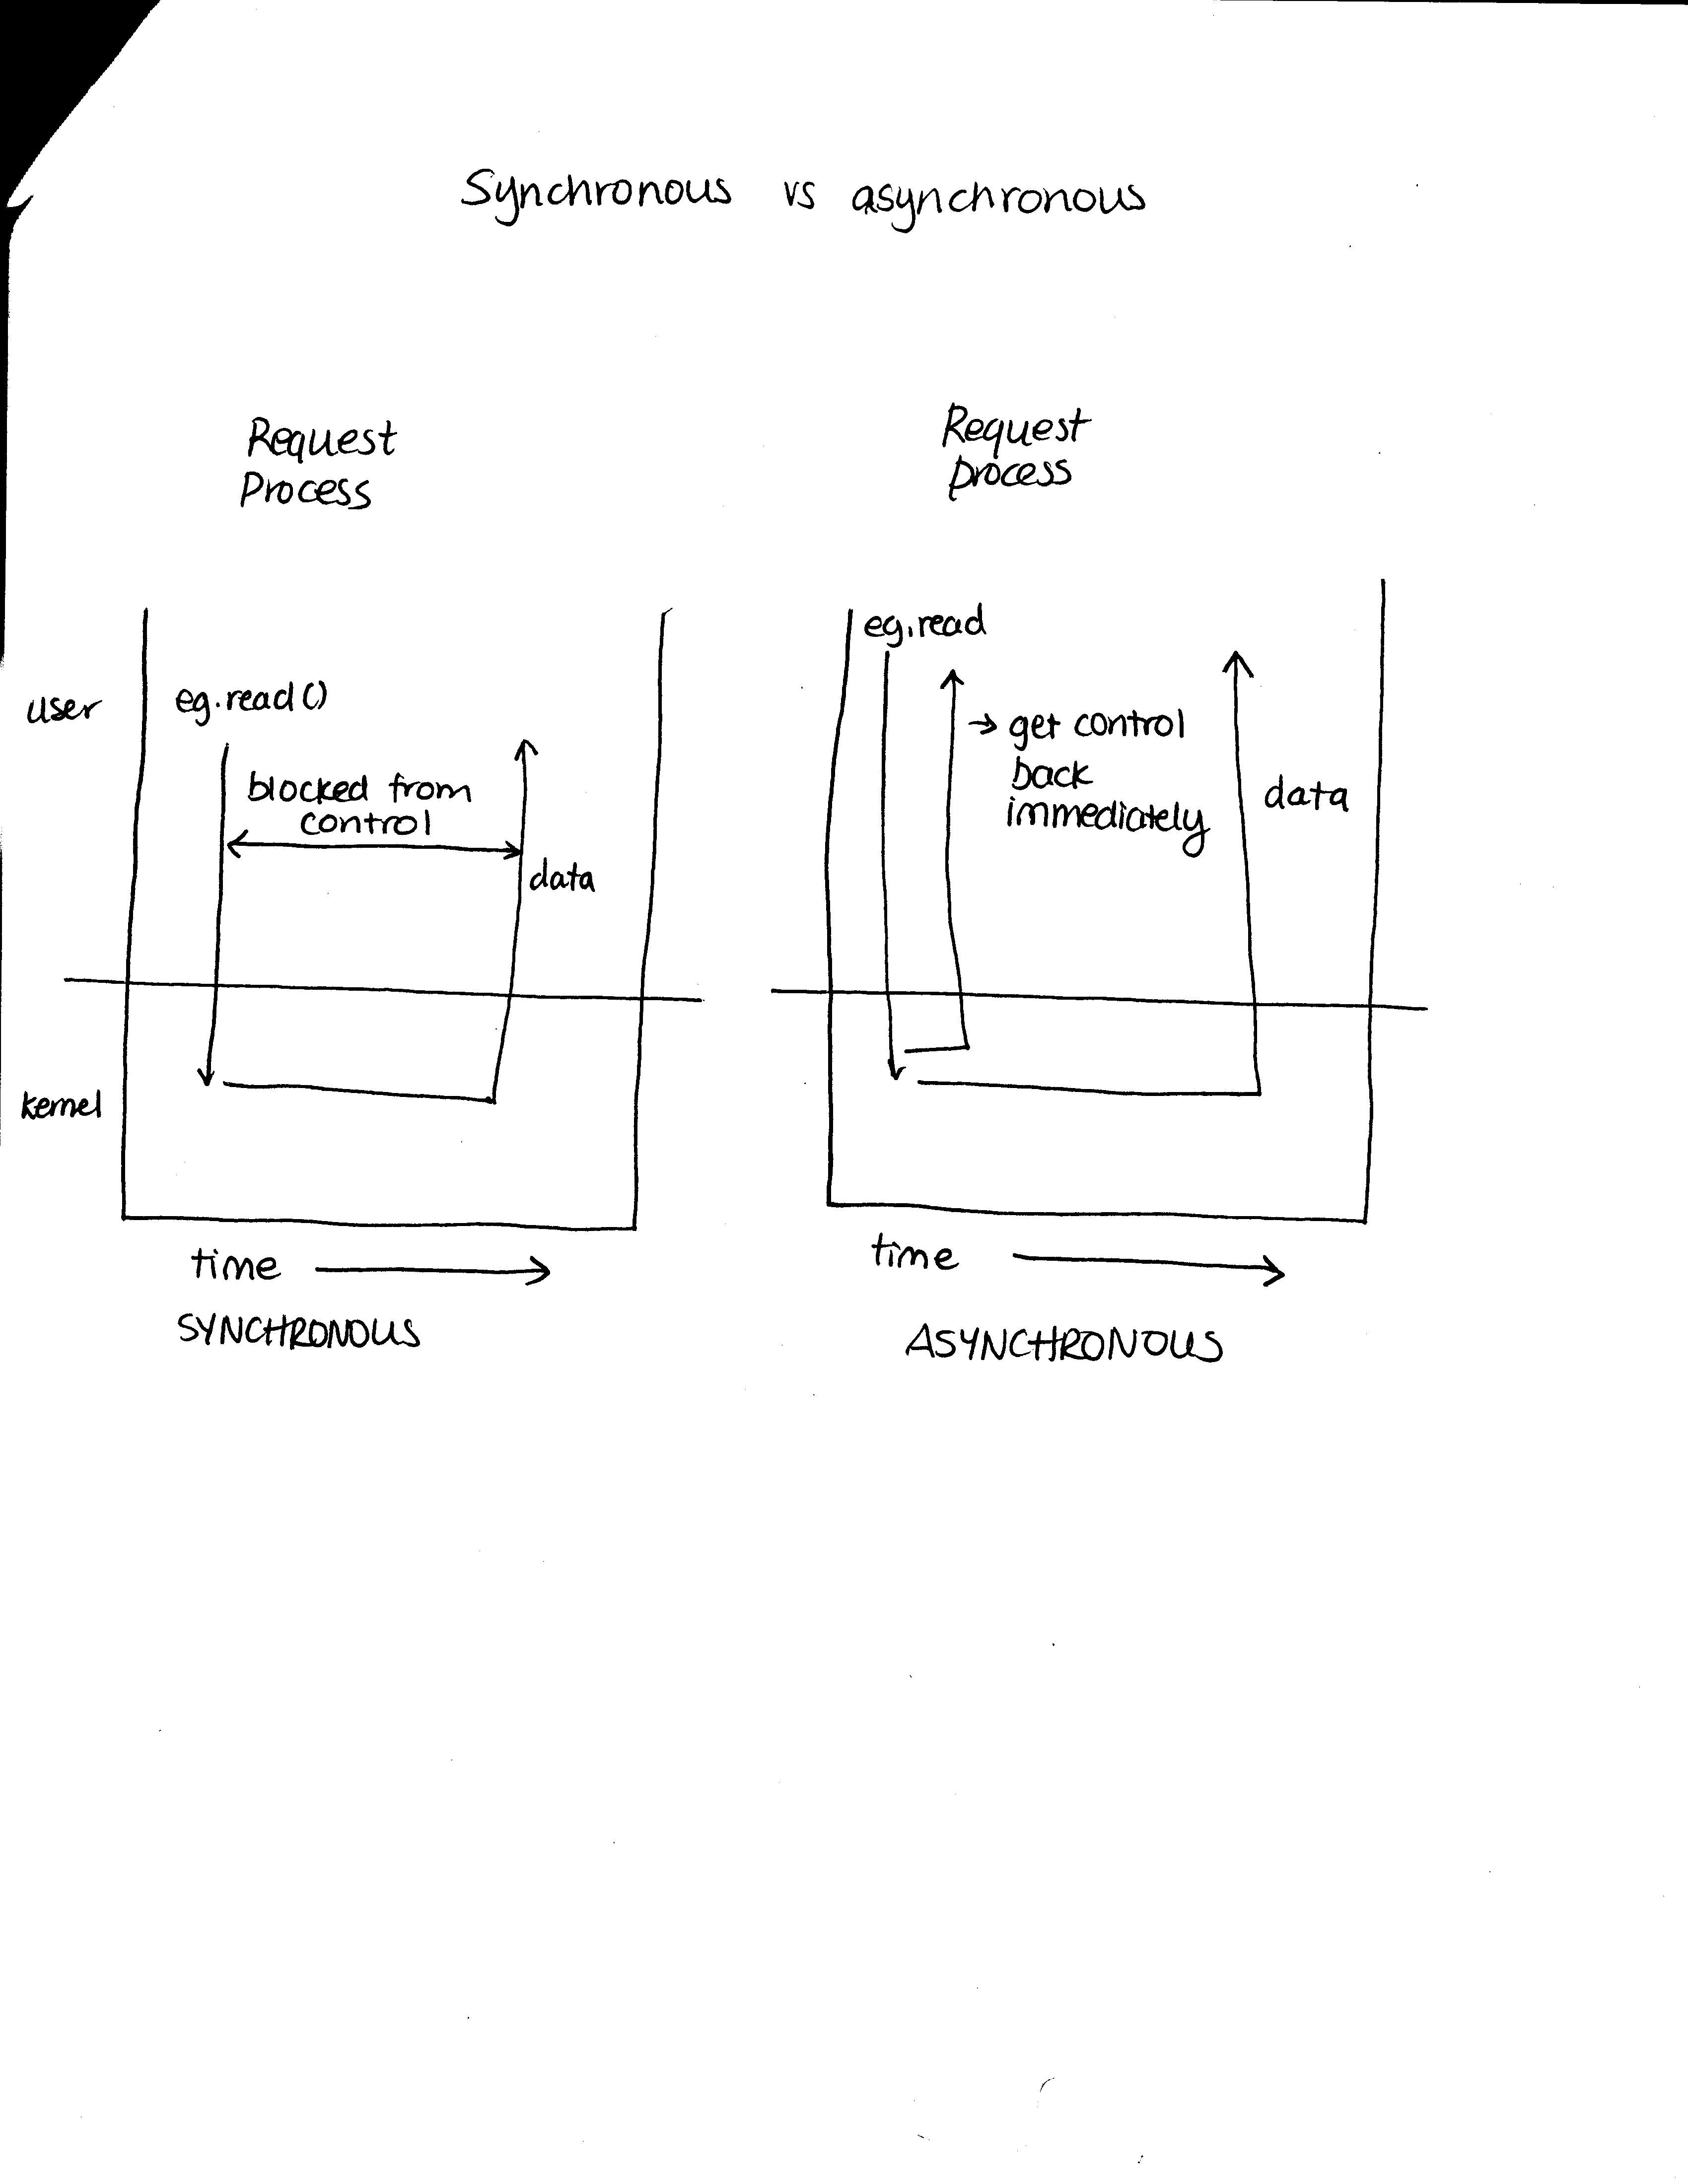 Synchronous vs asynchronous
Request
Process
user
eg. read()
blocked from
control
data
kernel
time
SYNCHRONOUS
Request
process
eg. read
→ get control
back
immediately
data
time
ASYNCHRONOUS